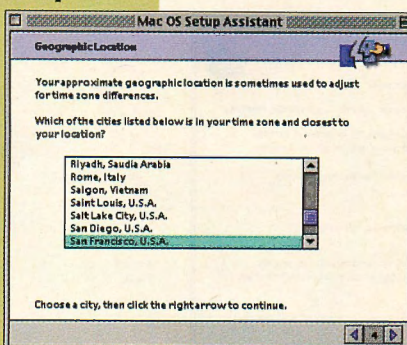 Mac OS Setup Assistant
Geographic Location
Your approximate geographic location is sometimes used to adjust
for time zone differences.
Which of the cities listed below is in your time zone and closest to
your location?
Riyadh, Saudia Arabia
Rome, Italy
Saigon, Vietnam
Saint Louis, U.S.A.
Salt Lake City, U.S.A.
San Diego, U.S.A.
San Francisco, U.S.A.
Choose a city, then click the right arrow to continue.
4